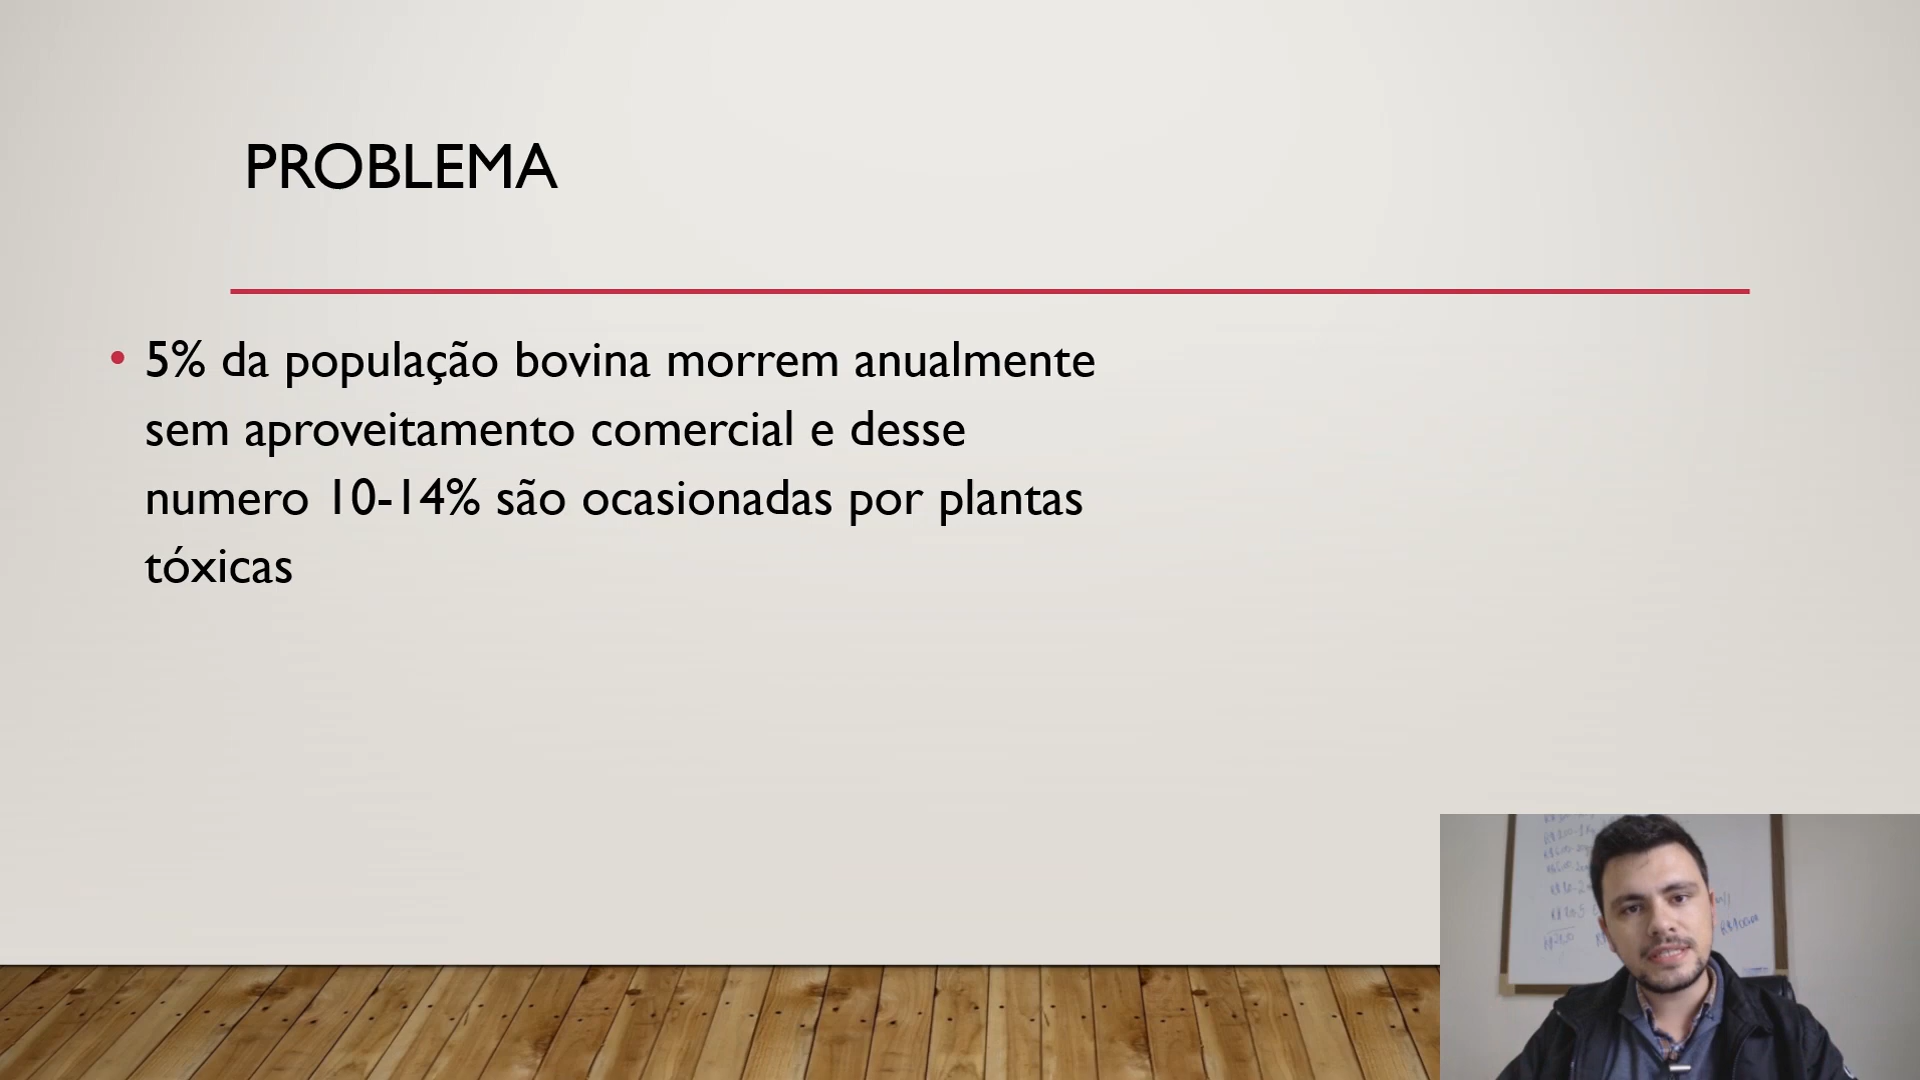 PROBLEMA
• 5% da população bovina morrem anualmente
sem aproveitamento comercial e desse
numero 10-14% são ocasionadas por plantas
tóxicas